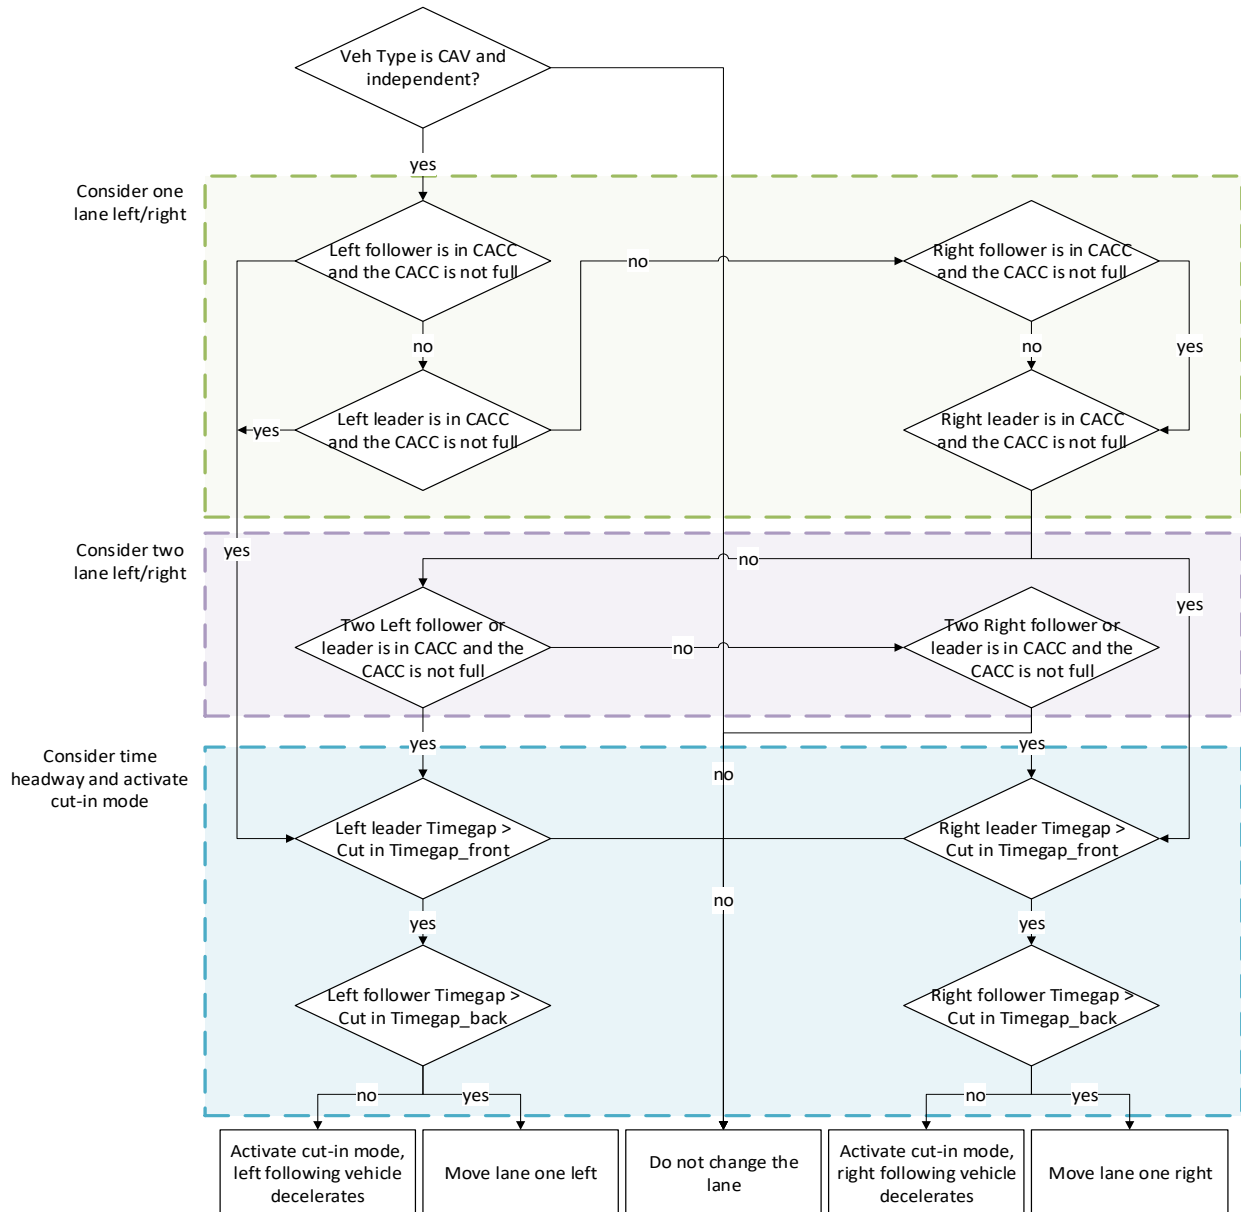 Veh Type is CAV and
independent?
yes
Consider one
lane left/right
Left follower is in CACC
and the CACC is not full
no
Right follower is in CACC
and the CACC is not full
no
no
yes
Left leader is in CACC
and the CACC is not full
yes
Right leader is in CACC
and the CACC is not full
Consider two
lane left/right
yes
no
yes
Two Left follower or
leader is in CACC and the
CACC is not full
no
Two Right follower or
leader is in CACC and the
CACC is not full
Consider time
headway and activate
cut-in mode
yes
no
yes
Left leader Timegap >
Cut in Timegap_front
Right leader Timegap >
Cut in Timegap_front
yes
no
yes
Left follower Timegap >
Cut in Timegap_back
Right follower Timegap >
Cut in Timegap_back
no
yes
no
yes
Activate cut-in mode,
left following vehicle
decelerates
Move lane one left
Do not change the
lane
Activate cut-in mode,
right following vehicle
decelerates
Move lane one right